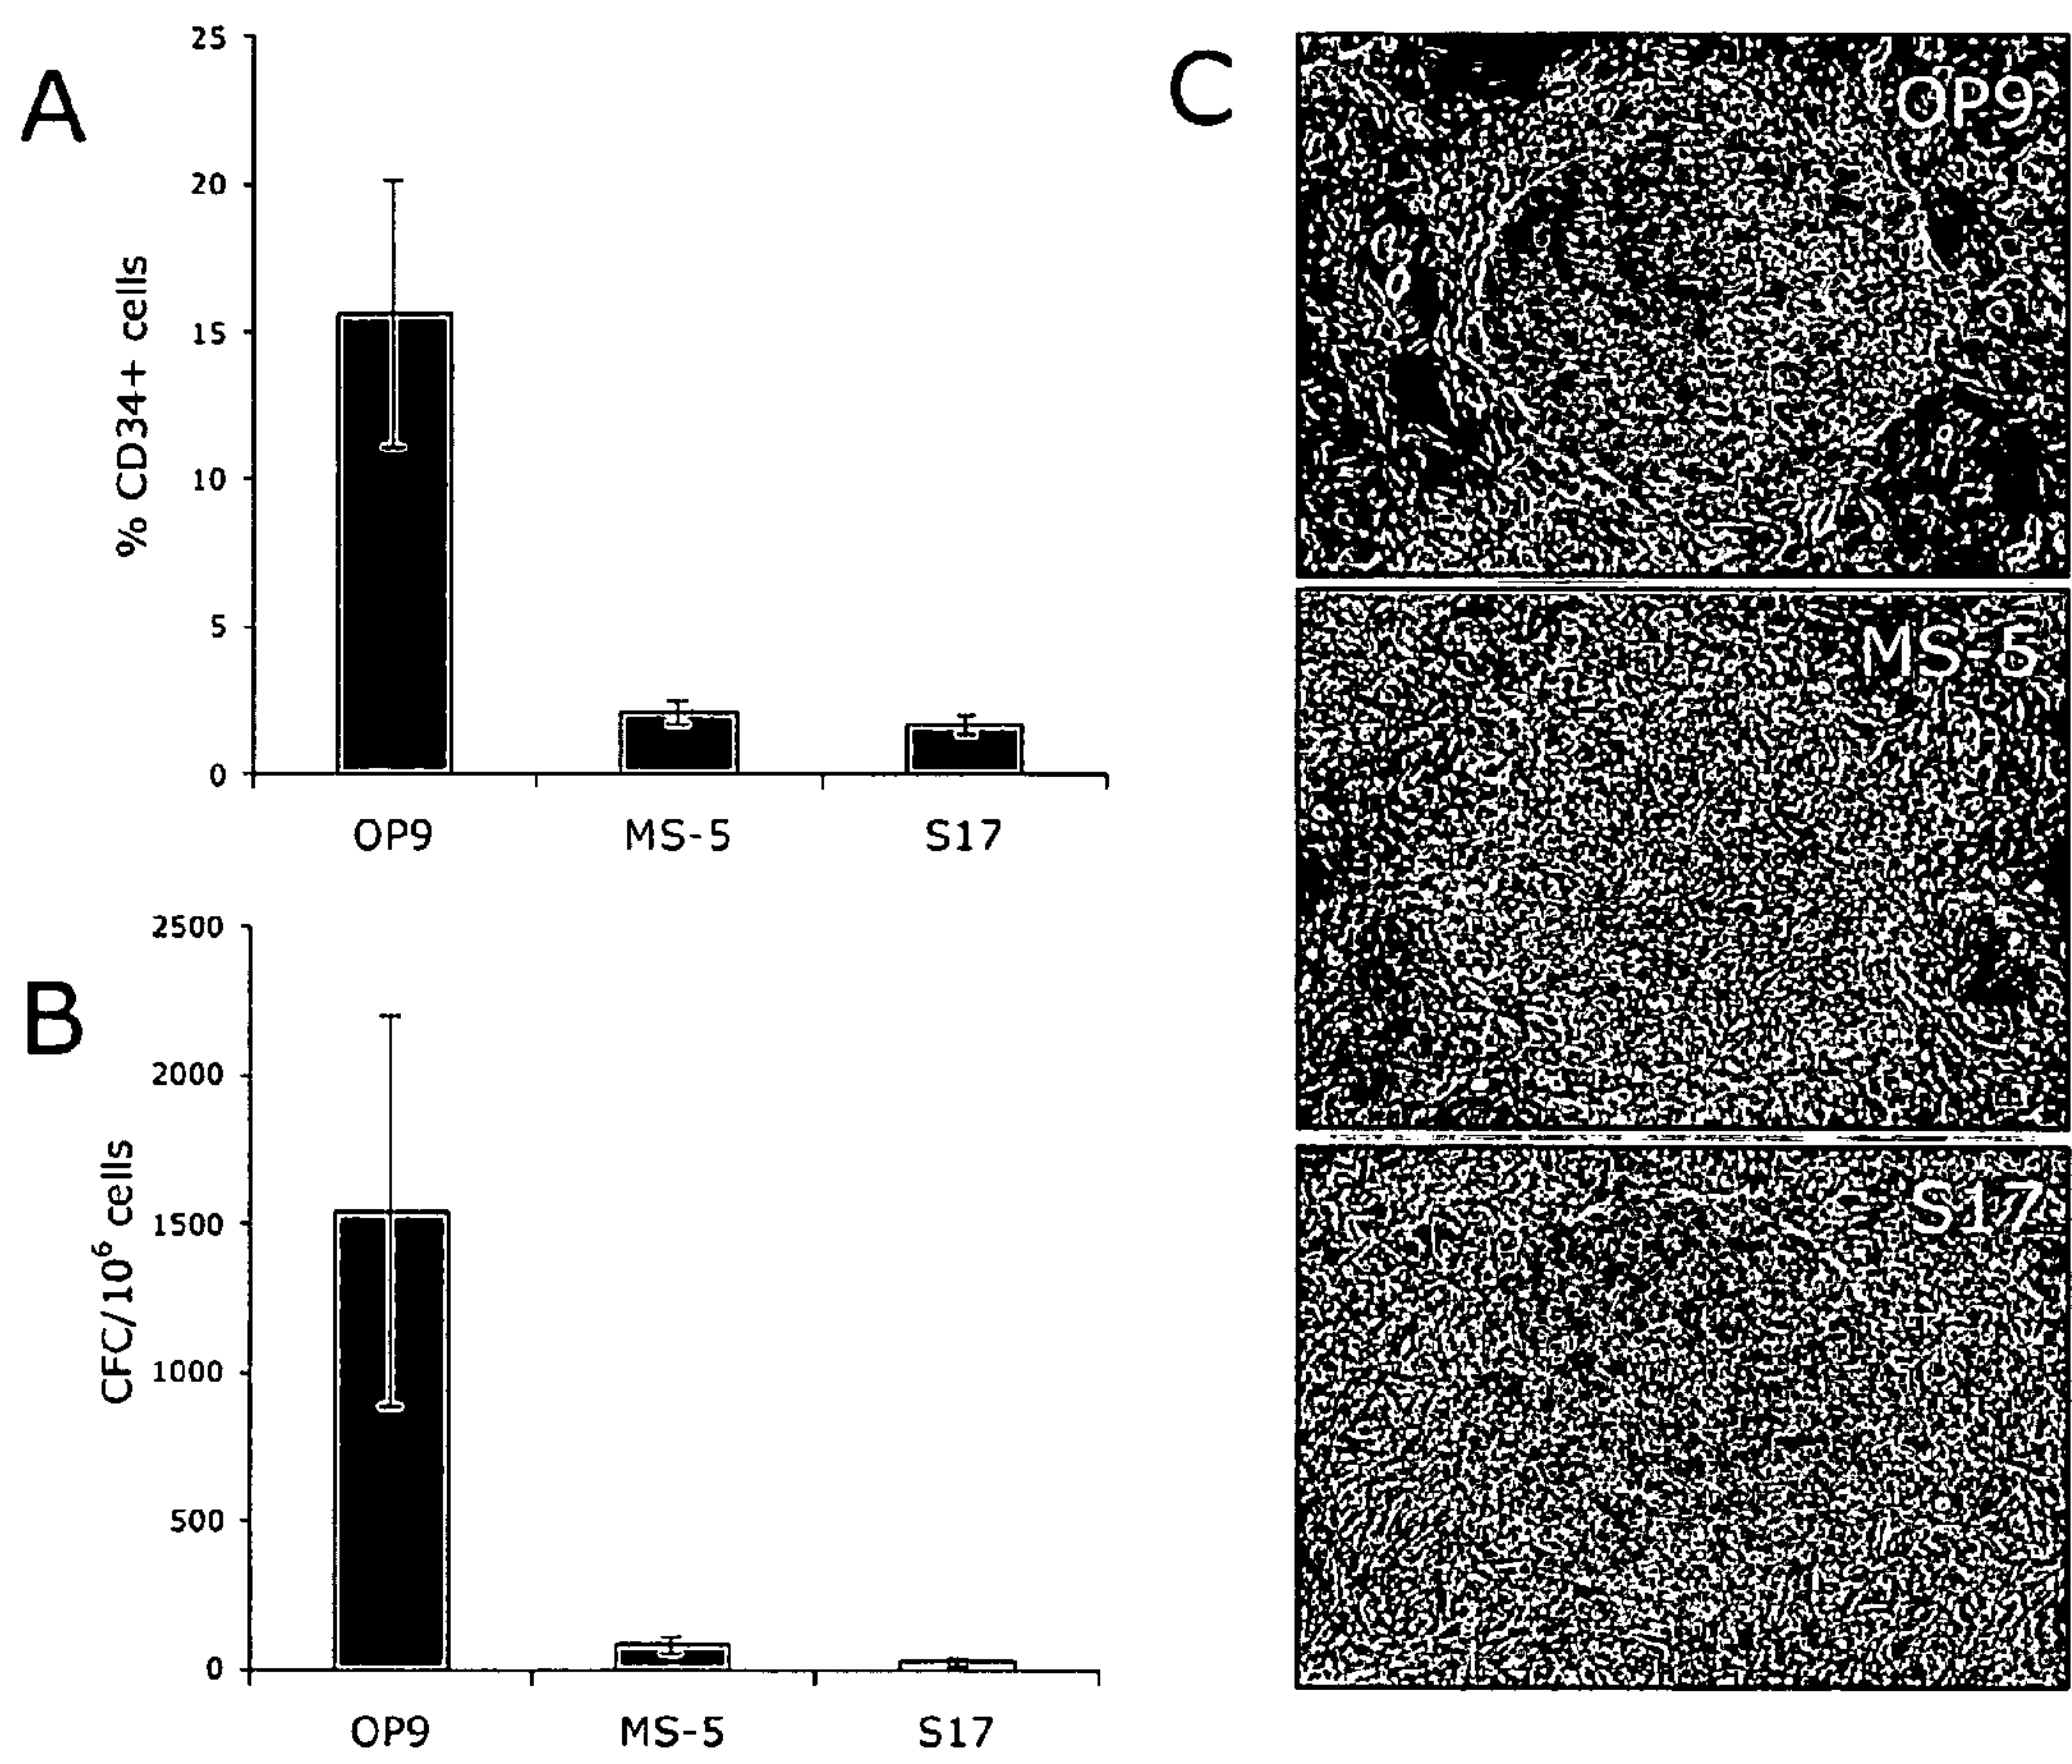 A
25
20
15
10
5
0
% CD34+ cells
OP9 MS-5 S17
B
2500
2000
1500
1000
500
0
CFC/10⁶ cells
OP9 MS-5 S17
C
OP9
MS-5
S17